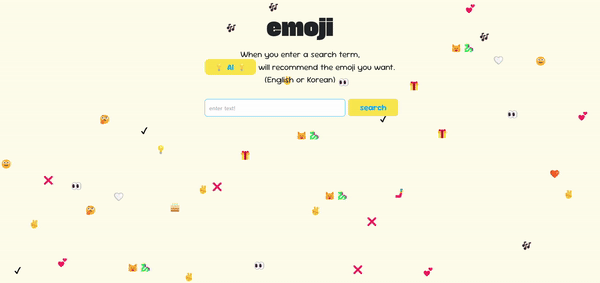 emoji
When you enter a search term,
AI will recommend the emoji you want.
(English or Korean)
enter text!
search